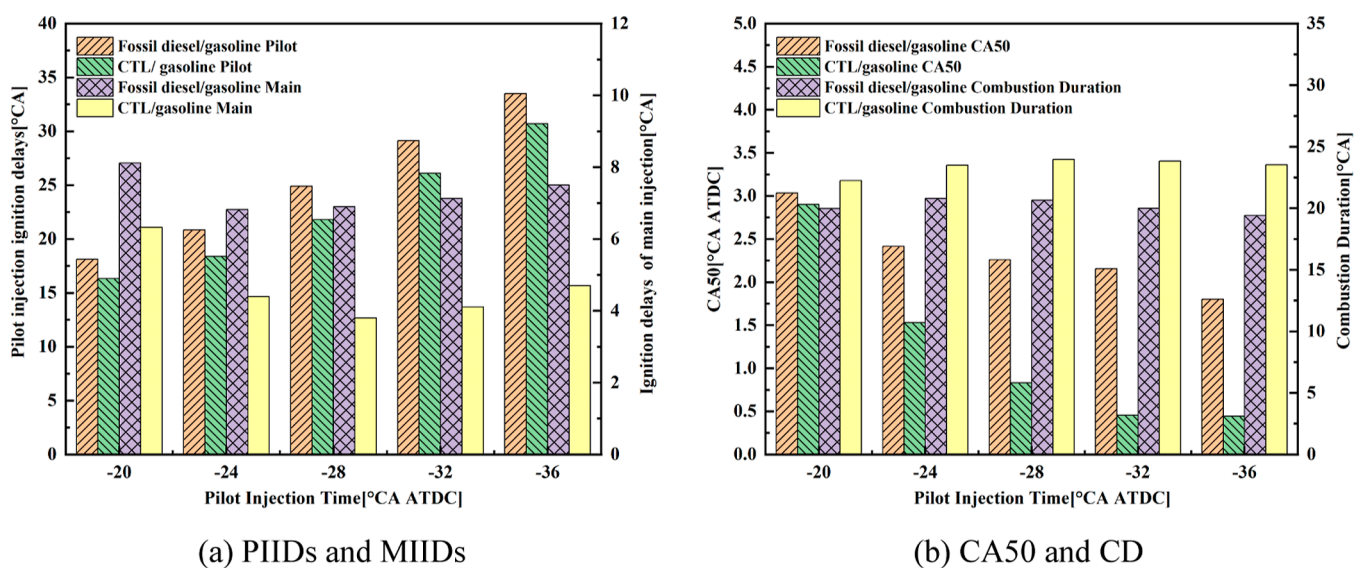 Fossil diesel/gasoline Pilot
CTL/ gasoline Pilot
Fossil diesel/gasoline Main
CTL/gasoline Main
Pilot injection ignition delays[°CA]
40
35
30
25
20
15
10
5
0
12
10
8
6
4
2
0
Ignition delays of main injection[°CA]
-20 -24 -28 -32 -36
Pilot Injection Time[°CA ATDC]
(a) PIIDs and MIIDs
Fossil diesel/gasoline CA50
CTL/gasoline CA50
Fossil diesel/gasoline Combustion Duration
CTL/gasoline Combustion Duration
CA50[°CA ATDC]
5.0
4.5
4.0
3.5
3.0
2.5
2.0
1.5
1.0
0.5
0.0
35
30
25
20
15
10
5
0
Combustion Duration[°CA]
-20 -24 -28 -32 -36
Pilot Injection Time[°CA ATDC]
(b) CA50 and CD